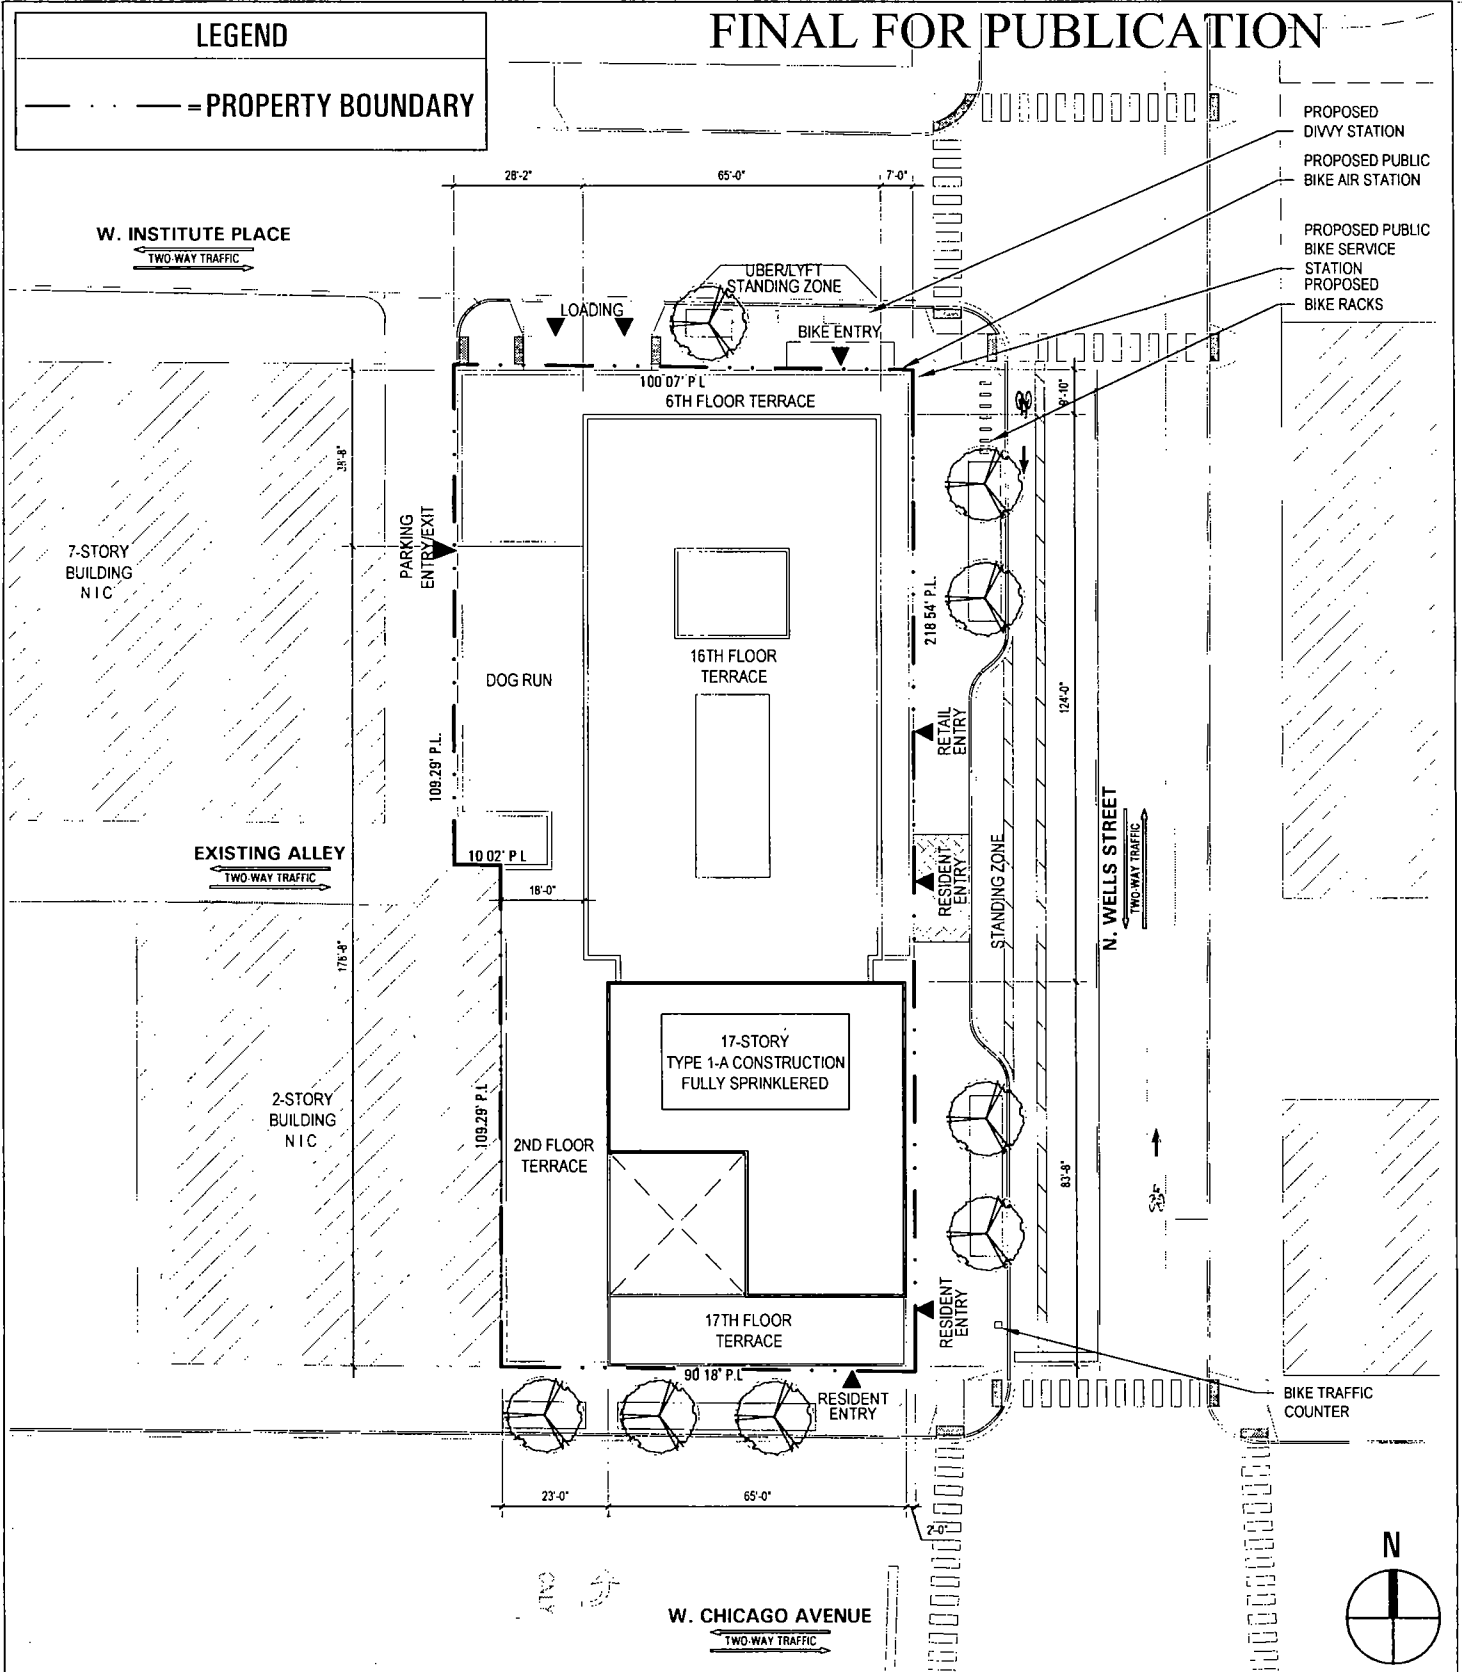 FINAL FOR PUBLICATION
LEGEND
= PROPERTY BOUNDARY
PROPOSED
DIVVY STATION
PROPOSED PUBLIC
BIKE AIR STATION
PROPOSED PUBLIC
BIKE SERVICE
STATION
PROPOSED
BIKE RACKS
28'-2"
65'-0"
7'-0"
W. INSTITUTE PLACE
TWO-WAY TRAFFIC
UBER/LYFT
STANDING ZONE
LOADING
BIKE ENTRY
100 07' P L
6TH FLOOR TERRACE
9'-10"
38'-8"
PARKING
ENTRY/EXIT
7-STORY
BUILDING
N I C
218 54' P.L.
16TH FLOOR
TERRACE
DOG RUN
124'-0"
RETAIL
ENTRY
109.29' P.L.
EXISTING ALLEY
TWO-WAY TRAFFIC
10 02' P L
18'-0"
RESIDENT
ENTRY
STANDING ZONE
N. WELLS STREET
TWO-WAY TRAFFIC
178'-8"
17-STORY
TYPE 1-A CONSTRUCTION
FULLY SPRINKLERED
2-STORY
BUILDING
N I C
109.29' P.L
2ND FLOOR
TERRACE
83'-8"
17TH FLOOR
TERRACE
RESIDENT
ENTRY
90 18' P.L
RESIDENT
ENTRY
BIKE TRAFFIC
COUNTER
23'-0"
65'-0"
2'-0"
ONLY
W. CHICAGO AVENUE
TWO-WAY TRAFFIC
N